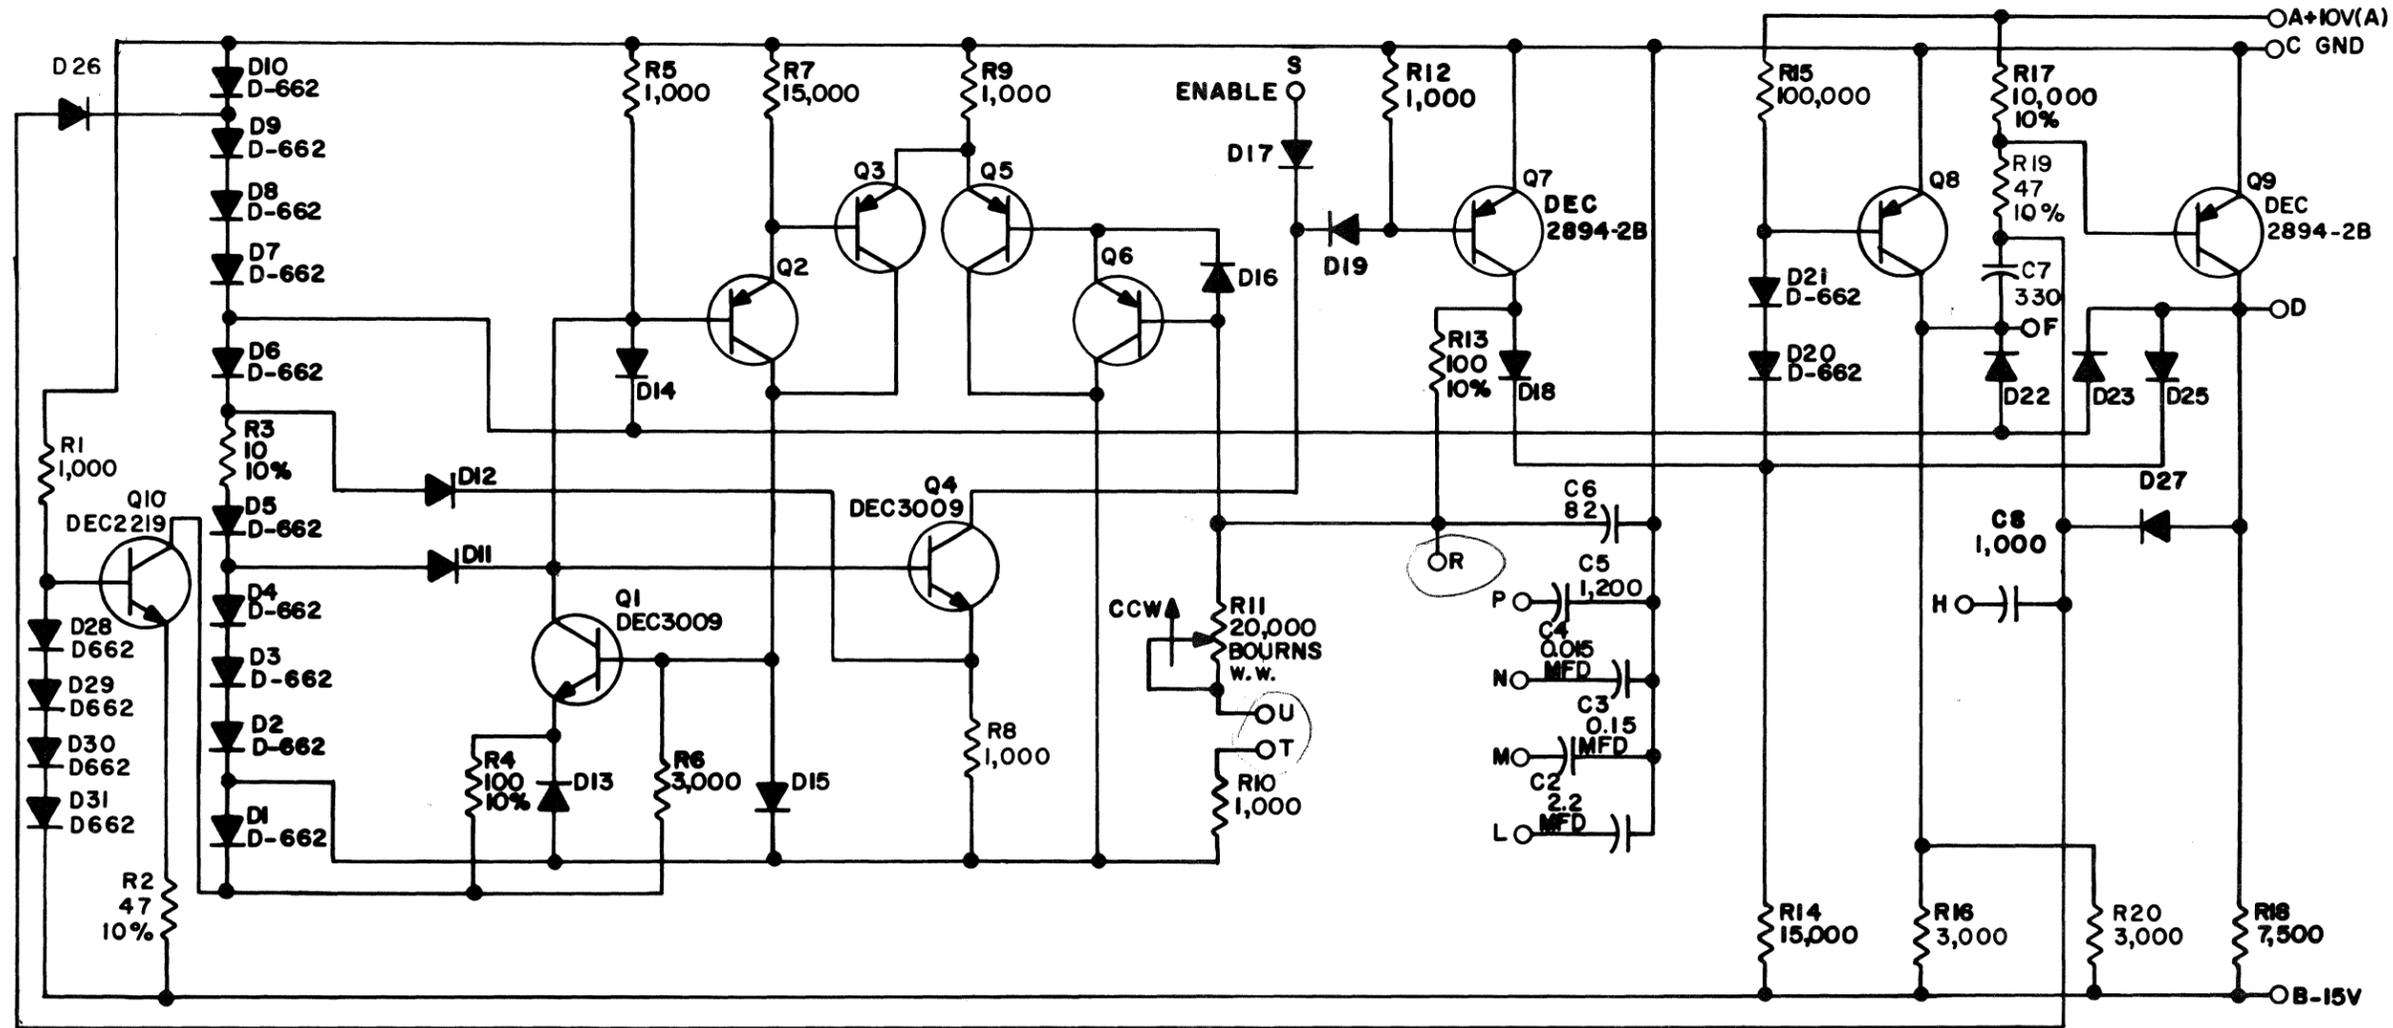 A+10V(A)
C GND
D26
D10
D-662
R5
1,000
R7
15,000
R9
1,000
S
ENABLE
R12
1,000
R15
100,000
R17
10,000
10%
D9
D-662
D17
Q3
Q5
Q7
DEC
2894-2B
R19
47
10%
Q8
Q9
DEC
2894-2B
D8
D-662
D7
D-662
Q2
Q6
D16
D19
D21
D-662
C7
330
D
F
D6
D-662
D14
R13
100
10%
D18
D20
D-662
D22
D23
D25
R1
1,000
R3
10
10%
D12
Q4
DEC3009
C6
82
D27
Q10
DEC2219
D5
D-662
D11
R
C8
1,000
C5
1,200
D4
D-662
Q1
DEC3009
CCW
R11
20,000
BOURNS
W.W.
P
H
C4
0.015
MFD
N
D28
D662
D3
D-662
D29
D662
U
C3
0.15
MFD
M
D2
D-662
D30
D662
T
R4
100
10%
D13
R6
3,000
D15
R8
1,000
R10
1,000
C2
2.2
MFD
L
D31
D662
D1
D-662
R2
47
10%
R14
15,000
R16
3,000
R20
3,000
R18
7,500
B-15V